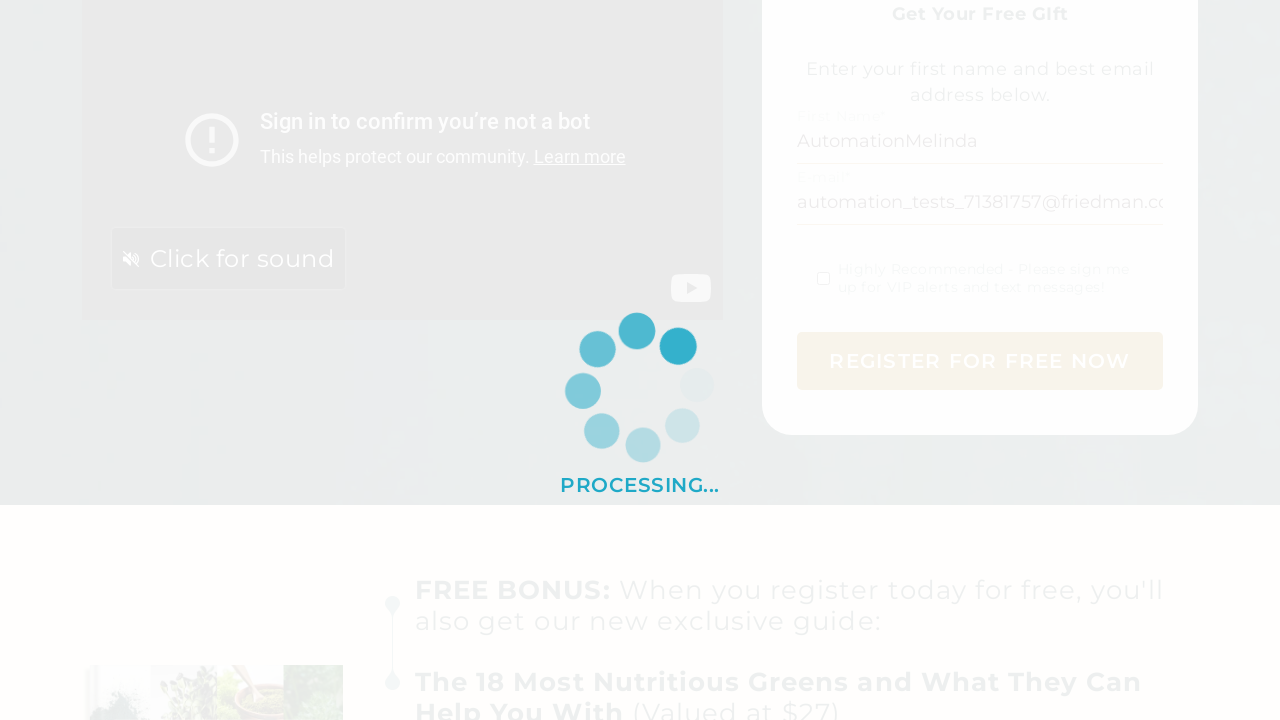 Get Your Free GIft
Enter your first name and best email
address below.
AutomationMelinda
automation_tests_71381757@friedman.cc
Highly Recommended - Please sign me
up for VIP alerts and text messages!
REGISTER FOR FREE NOW
Sign in to confirm you're not a bot
This helps protect our community. Learn more
Click for sound
PROCESSING...
FREE BONUS: When you register today for free, you'll
also get our new exclusive guide:
The 18 Most Nutritious Greens and What They Can
Help You With (Valued at $27)